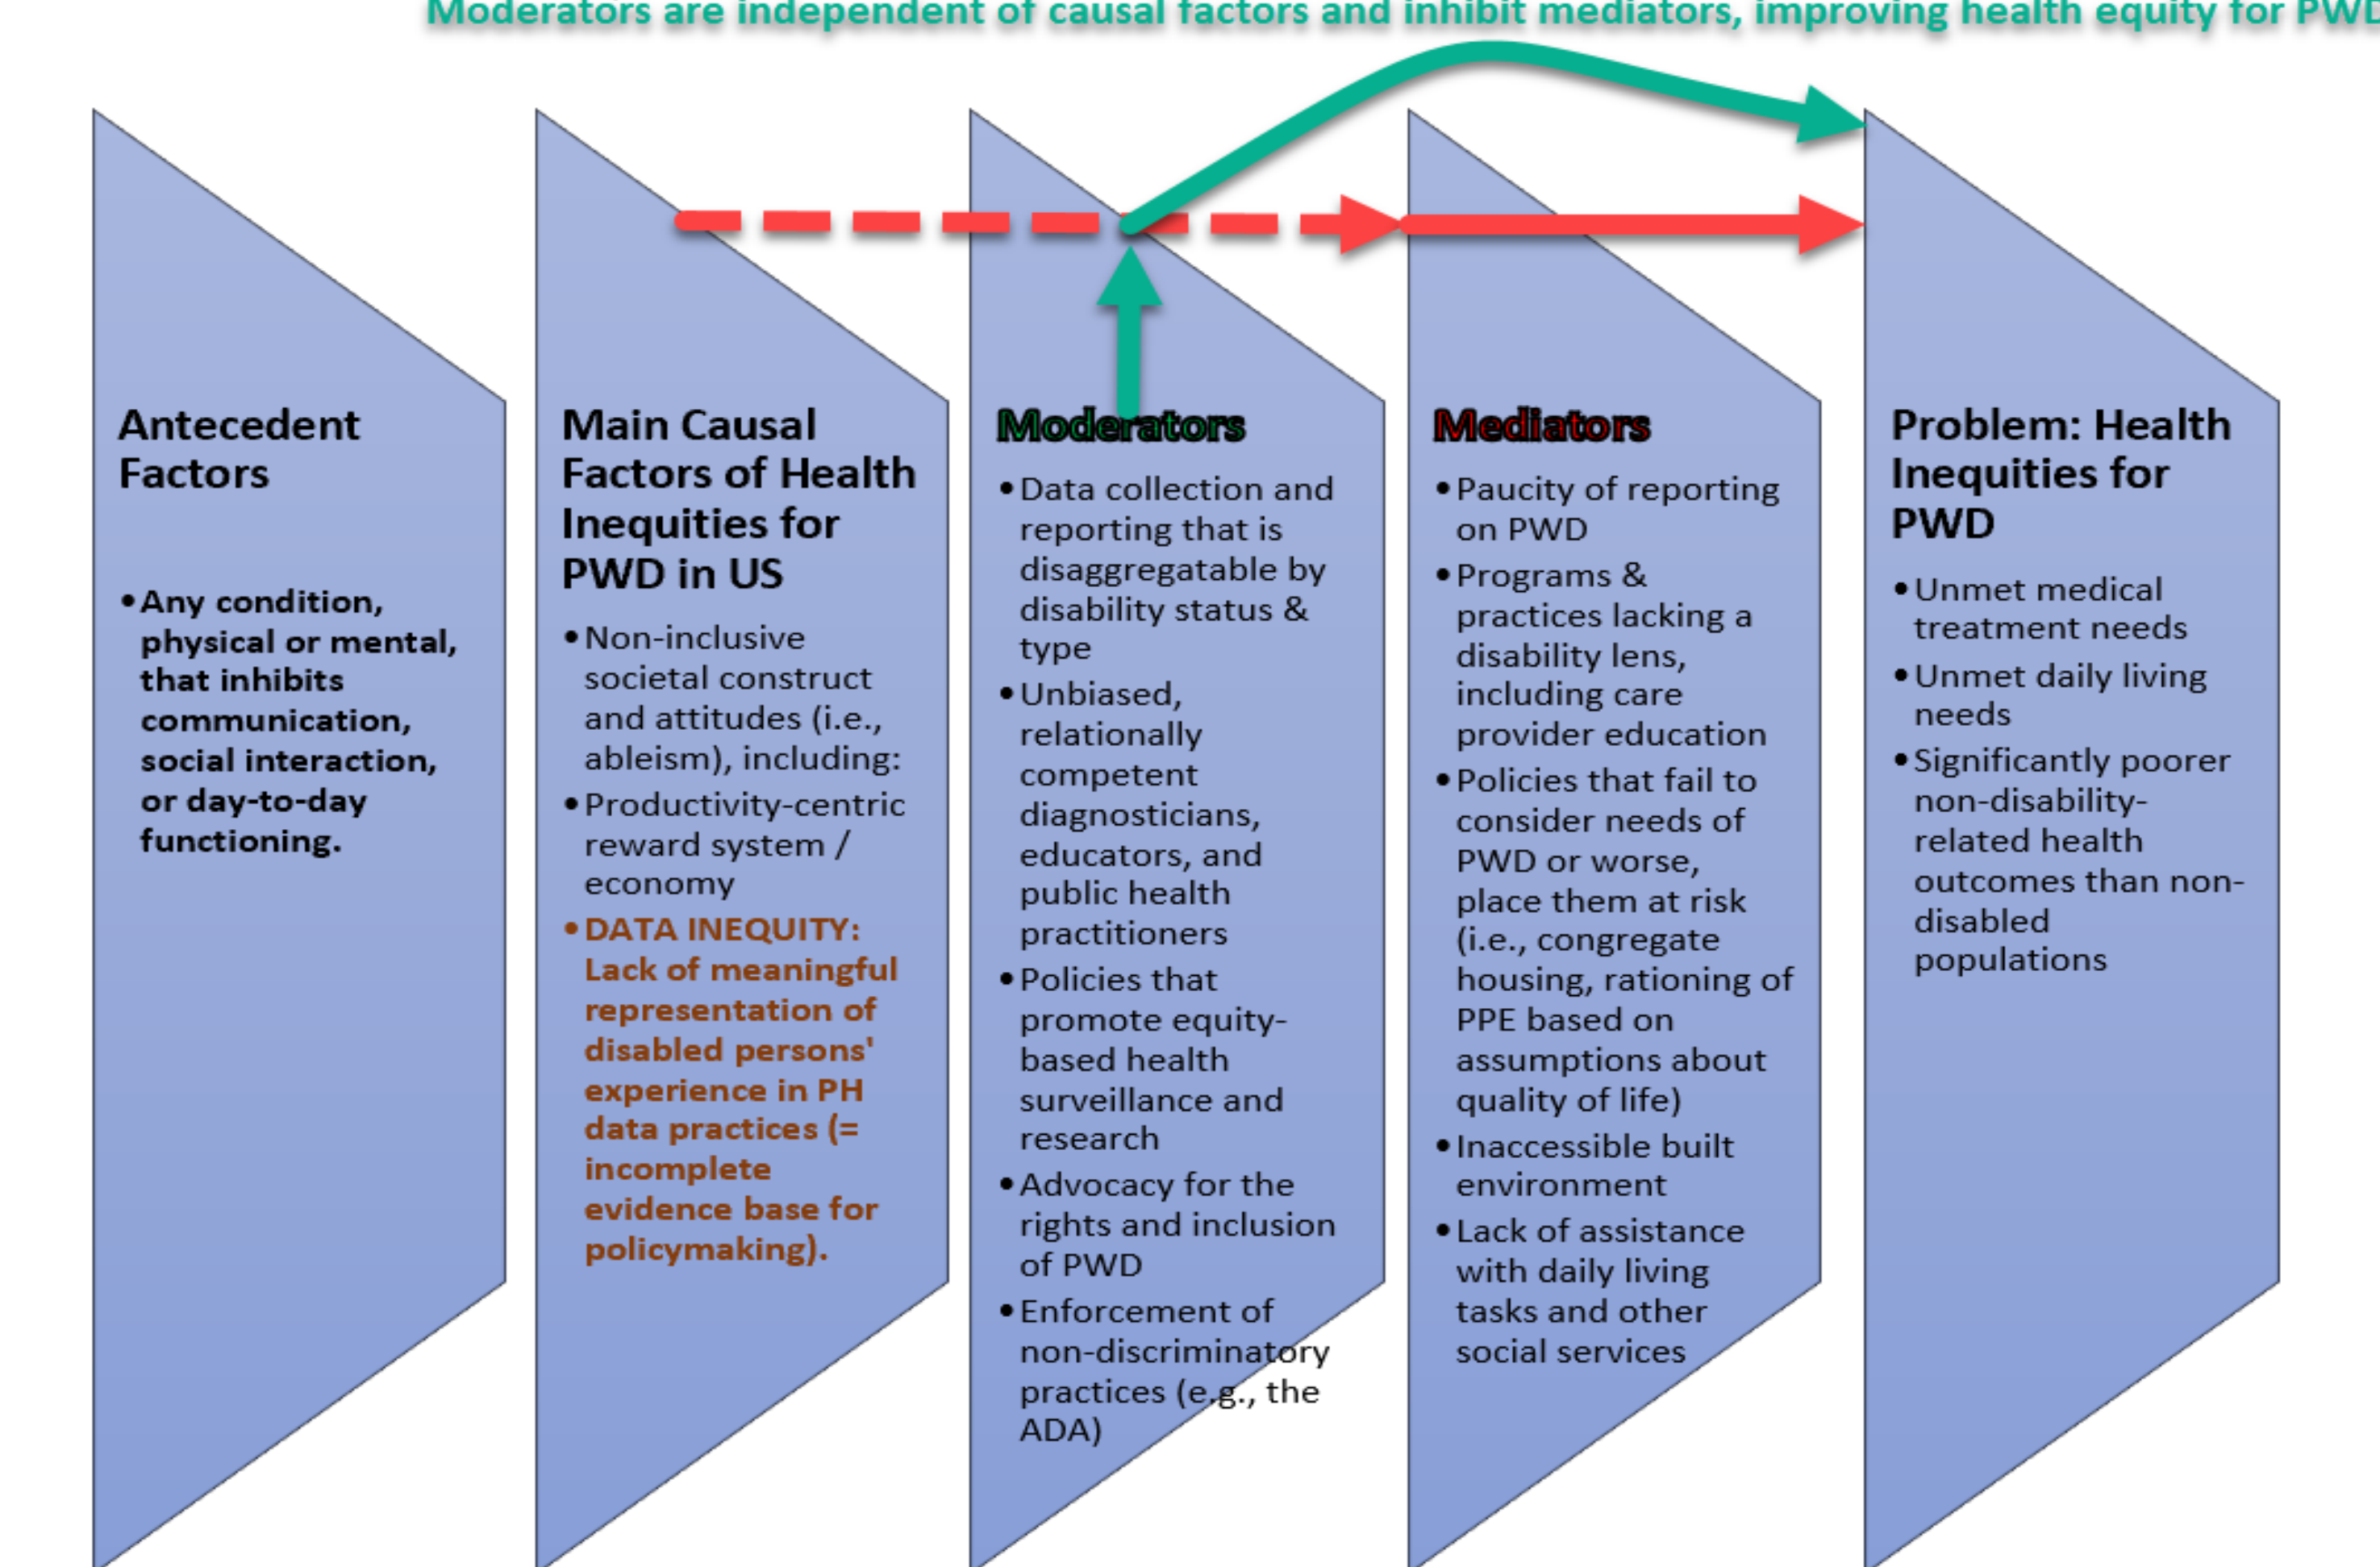 Moderators are independent of causal factors and inhibit mediators, improving health equity for PWD
Antecedent
Factors
•Any condition,
physical or mental,
that inhibits
communication,
social interaction,
or day-to-day
functioning.
Main Causal
Factors of Health
Inequities for
PWD in US
•Non-inclusive
societal construct
and attitudes (i.e.,
ableism), including:
•Productivity-centric
reward system /
economy
•DATA INEQUITY:
Lack of meaningful
representation of
disabled persons'
experience in PH
data practices (=
incomplete
evidence base for
policymaking).
Moderators
•Data collection and
reporting that is
disaggregatable by
disability status &
type
•Unbiased,
relationally
competent
diagnosticians,
educators, and
public health
practitioners
•Policies that
promote equity-
based health
surveillance and
research
•Advocacy for the
rights and inclusion
of PWD
•Enforcement of
non-discriminatory
practices (e.g., the
ADA)
Mediators
•Paucity of reporting
on PWD
•Programs &
practices lacking a
disability lens,
including care
provider education
•Policies that fail to
consider needs of
PWD or worse,
place them at risk
(i.e., congregate
housing, rationing of
PPE based on
assumptions about
quality of life)
•Inaccessible built
environment
•Lack of assistance
with daily living
tasks and other
social services
Problem: Health
Inequities for
PWD
•Unmet medical
treatment needs
•Unmet daily living
needs
•Significantly poorer
non-disability-
related health
outcomes than non-
disabled
populations